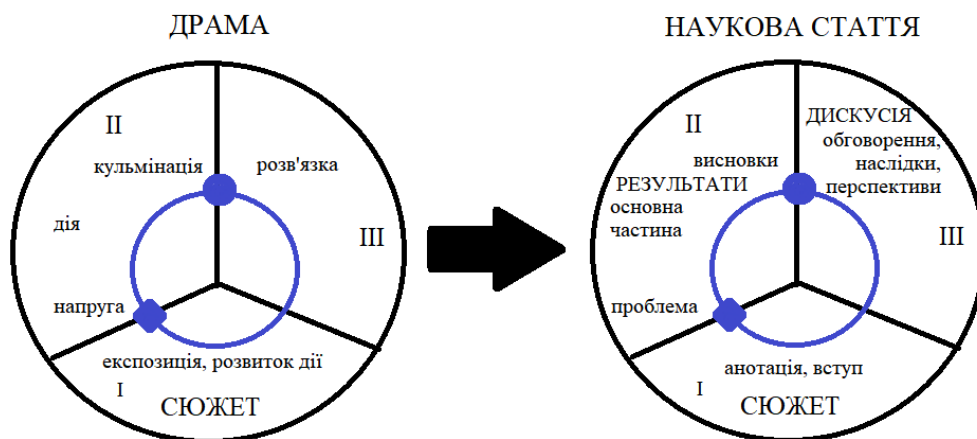 ДРАМА
II
кульмінація
розв'язка
дія
III
напруга
експозиція, розвиток дії
I
СЮЖЕТ
НАУКОВА СТАТТЯ
II
ДИСКУСІЯ
обговорення,
наслідки,
перспективи
висновки
РЕЗУЛЬТАТИ
основна
частина
III
проблема
анотація, вступ
I
СЮЖЕТ